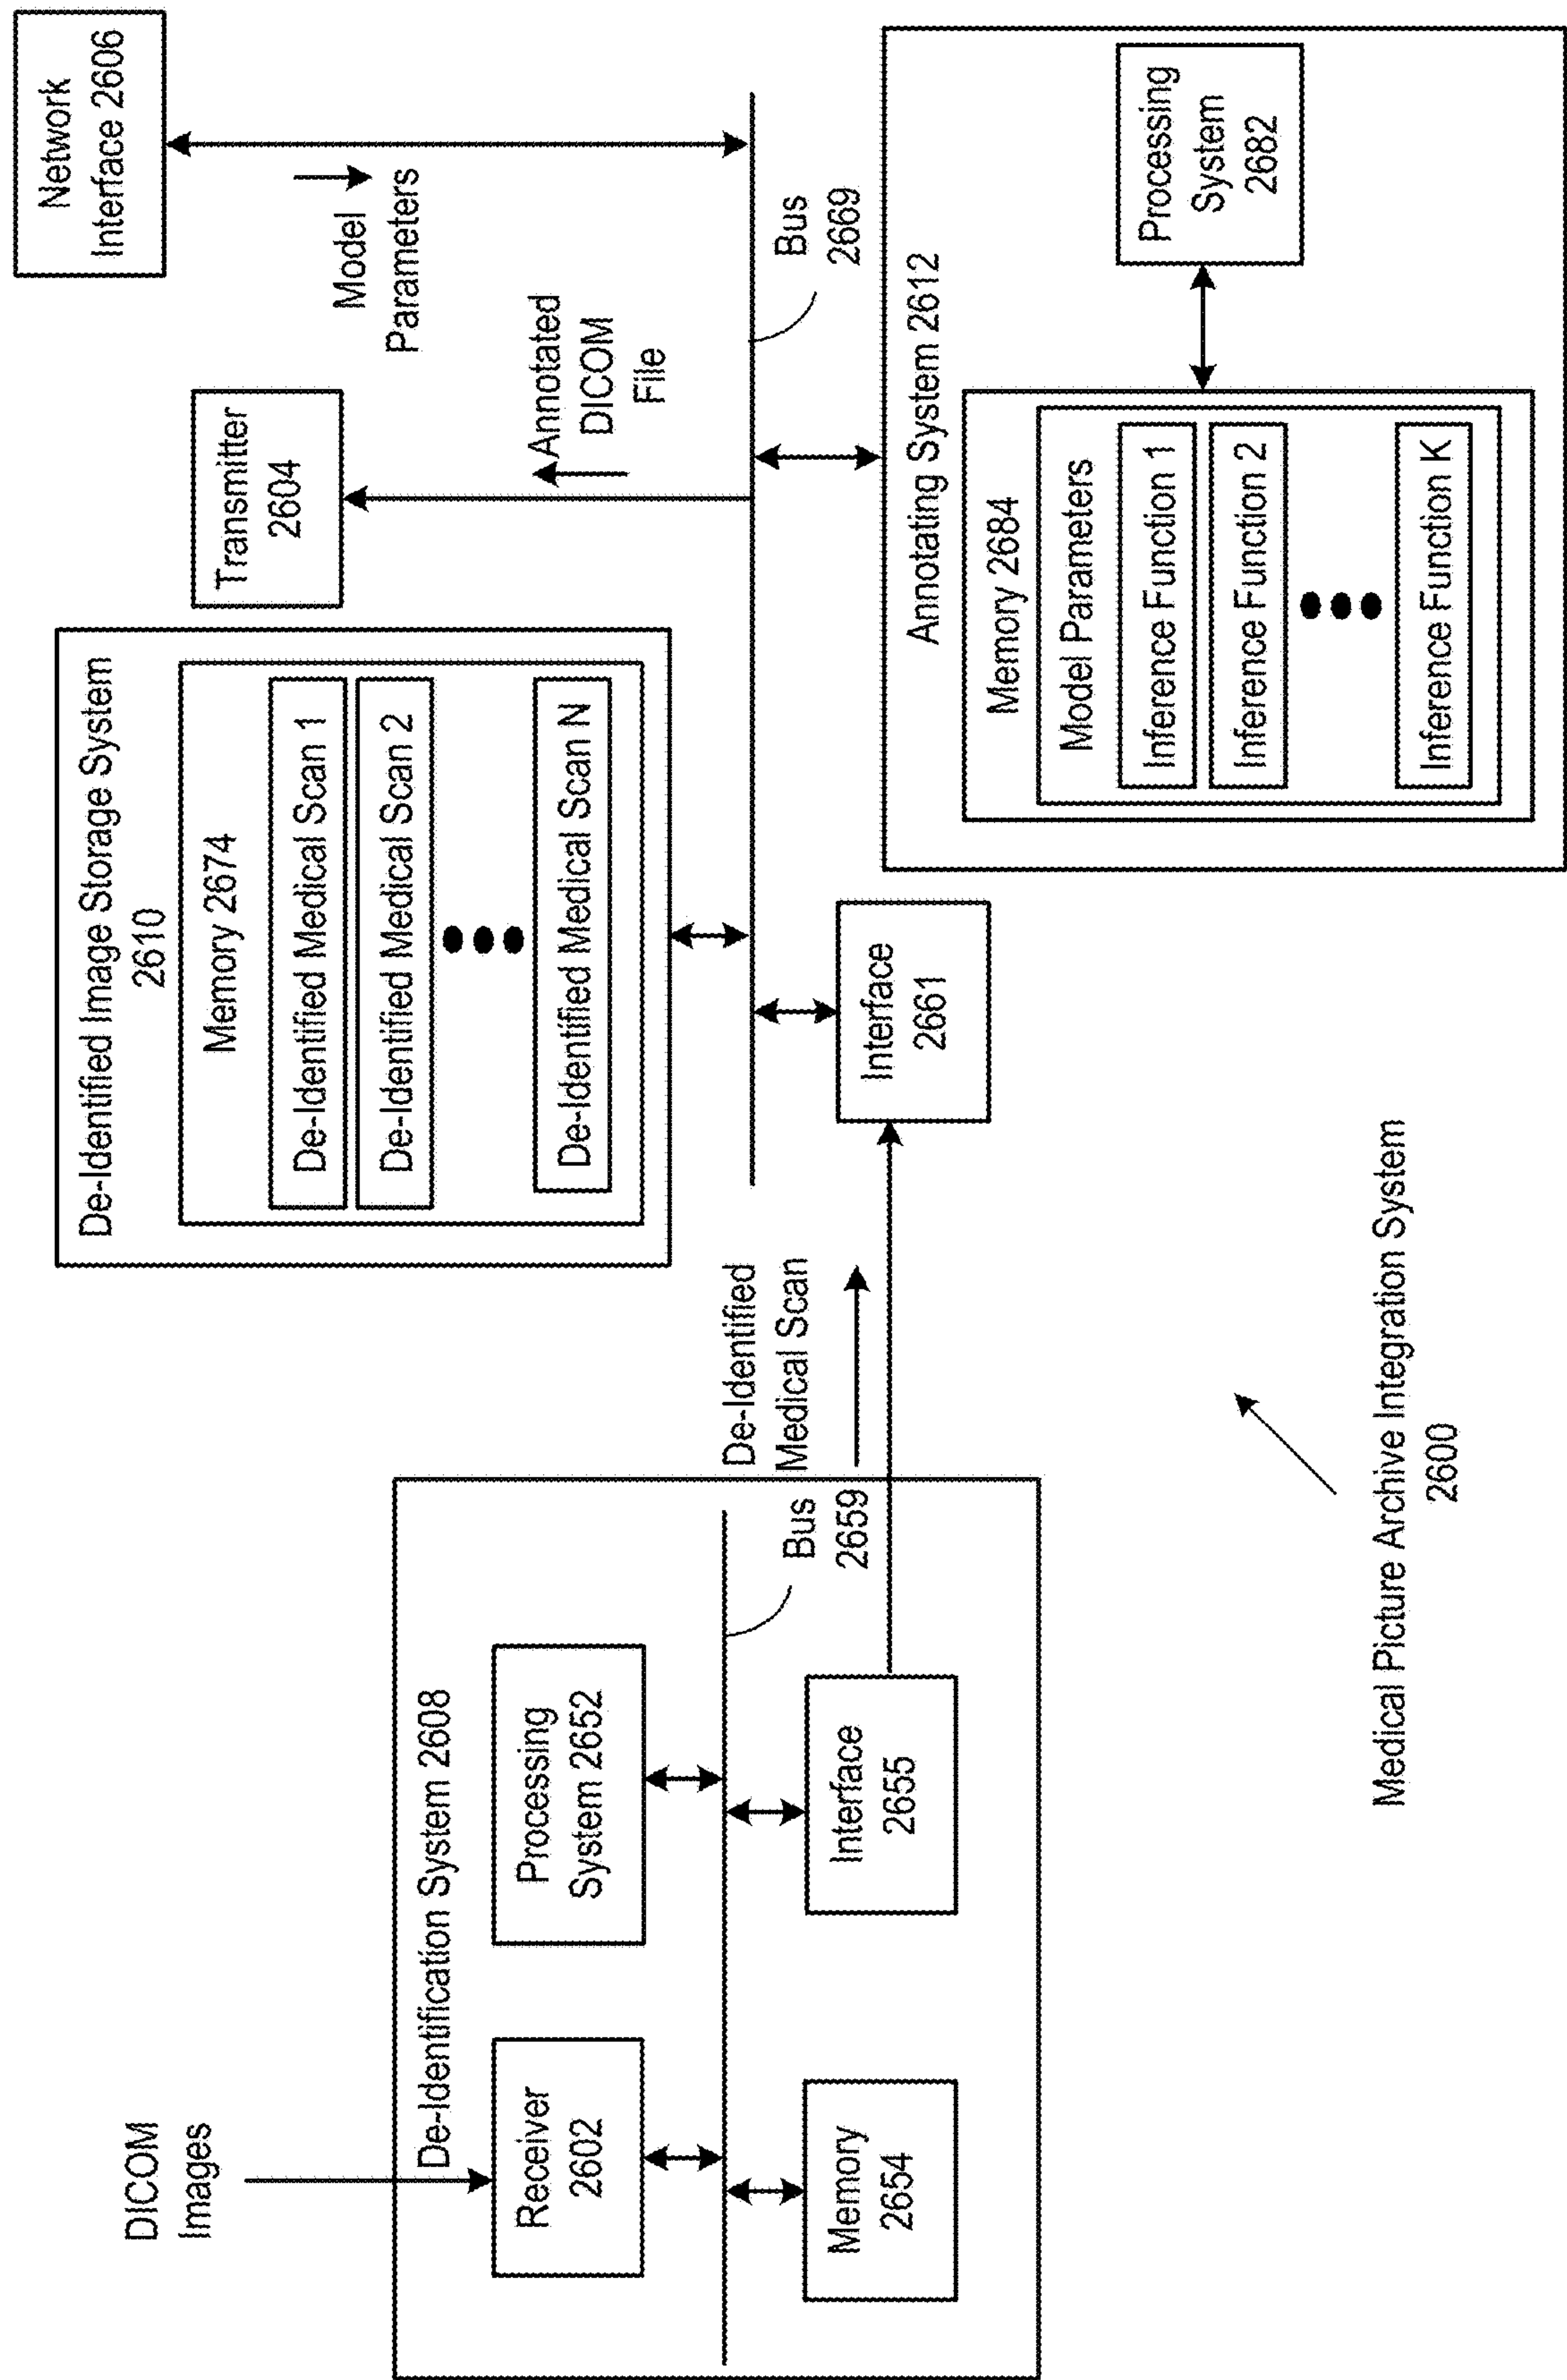 DICOM
Images
De-Identification System 2608
Receiver
2602
Processing
System 2652
Bus
2659
Memory
2654
Interface
2655
De-Identified
Medical Scan
De-Identified Image Storage System
2610
Memory 2674
De-Identified Medical Scan 1
De-Identified Medical Scan 2
De-Identified Medical Scan N
Transmitter
2604
Annotated
DICOM
File
Network
Interface 2606
Model
Parameters
Bus
2669
Interface
2661
Annotating System 2612
Memory 2684
Model Parameters
Inference Function 1
Inference Function 2
Inference Function K
Processing
System
2682
Medical Picture Archive Integration System
2600